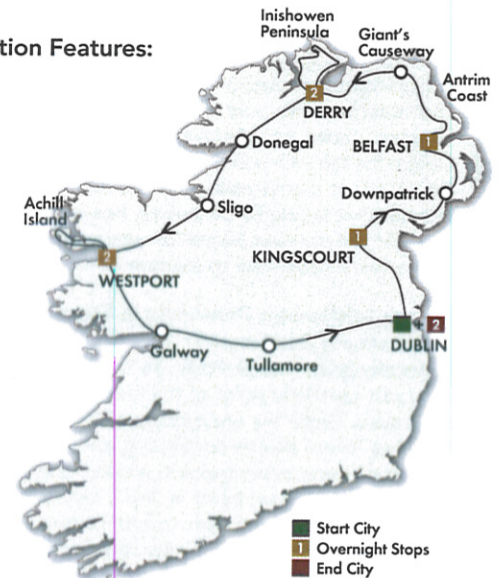 tion Features:
Inishowen
Peninsula
Giant's
Causeway
Antrim
Coast
2
DERRY
BELFAST
1
Donegal
Downpatrick
Achill
Island
Sligo
1
KINGSCOURT
2
WESTPORT
Galway
Tullamore
+ 2
DUBLIN
Start City
1 Overnight Stops
End City